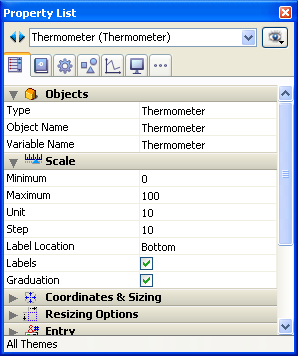 Property List
Thermometer (Thermometer)
Objects
Type Thermometer
Object Name Thermometer
Variable Name Thermometer
Scale
Minimum 0
Maximum 100
Unit 10
Step 10
Label Location Bottom
Labels
Graduation
Coordinates & Sizing
Resizing Options
Entry
All Themes